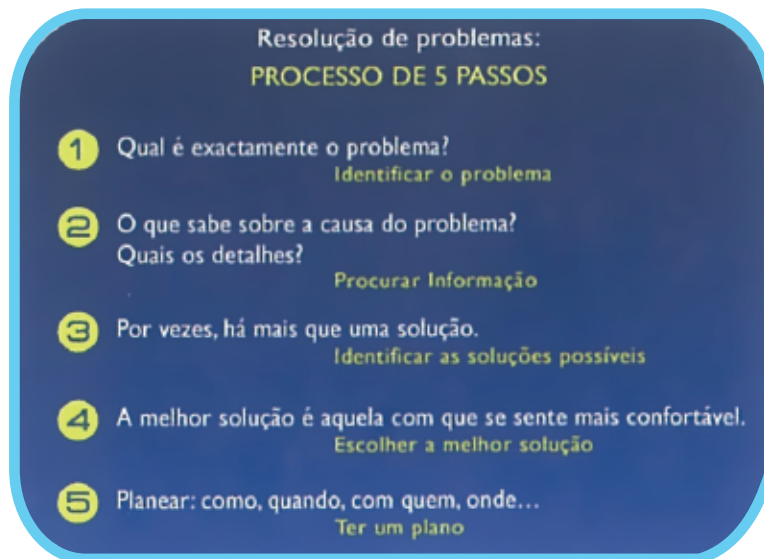 Resolução de problemas:
PROCESSO DE 5 PASSOS
1 Qual é exactamente o problema?
Identificar o problema
2 O que sabe sobre a causa do problema?
Quais os detalhes?
Procurar Informação
3 Por vezes, há mais que uma solução.
Identificar as soluções possíveis
4 A melhor solução é aquela com que se sente mais confortável.
Escolher a melhor solução
5 Planear: como, quando, com quem, onde...
Ter um plano